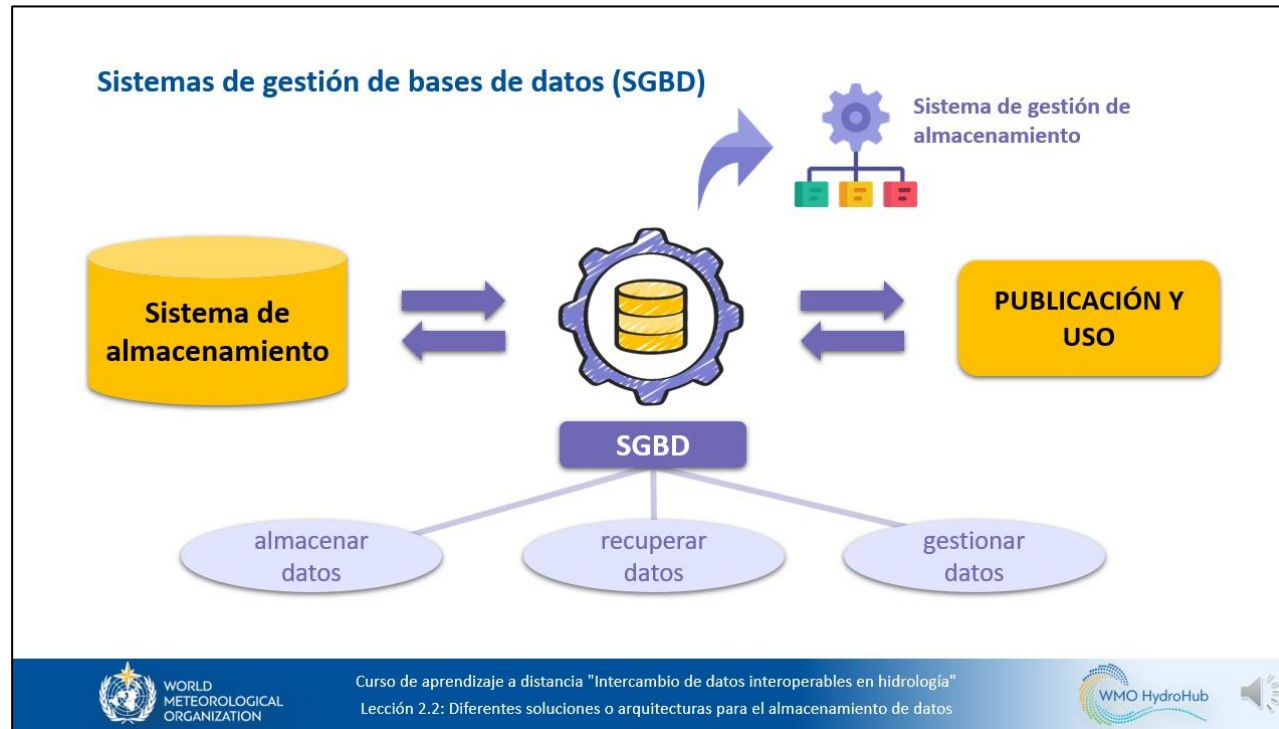 Sistemas de gestión de bases de datos (SGBD)
Sistema de gestión de
almacenamiento
Sistema de
almacenamiento
PUBLICACIÓN Y
USO
SGBD
almacenar
datos
recuperar
datos
gestionar
datos
WORLD
METEOROLOGICAL
ORGANIZATION
Curso de aprendizaje a distancia "Intercambio de datos interoperables en hidrología"
Lección 2.2: Diferentes soluciones o arquitecturas para el almacenamiento de datos
WMO HydroHub